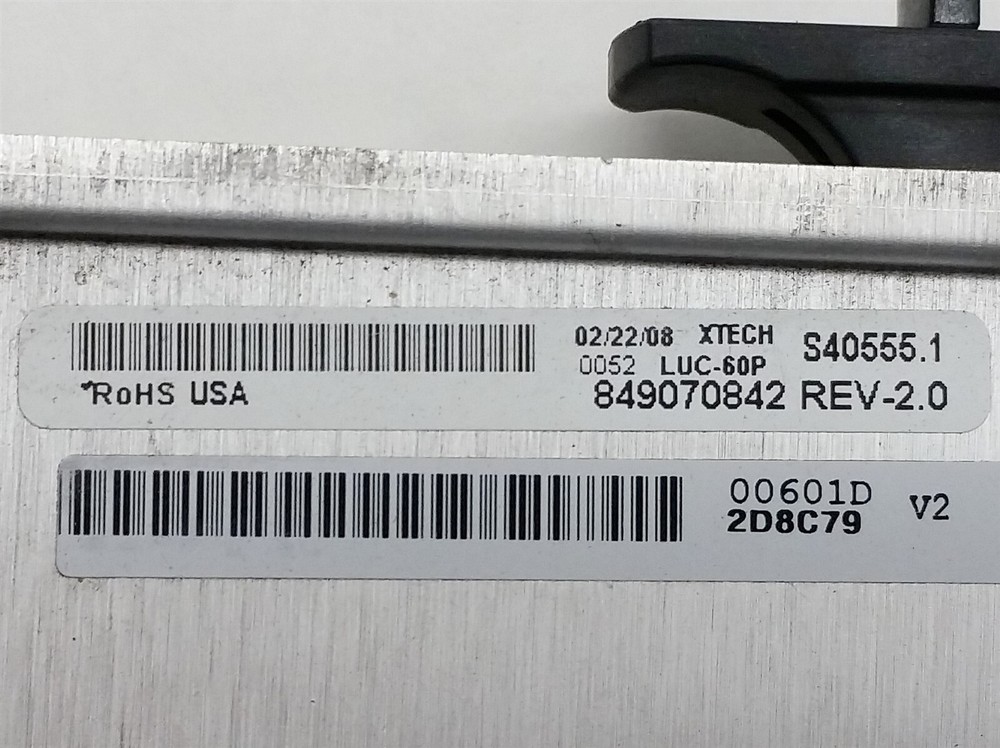 02/22/08 XTECH S40555.1
0052 LUC-60P
RoHS USA 849070842 REV-2.0
00601D V2
2D8C79